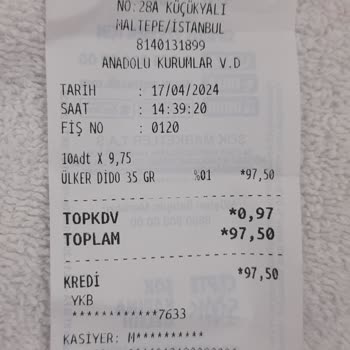 NO:28A KÜÇÜKYALI
MALTEPE/İSTANBUL
8140131899
ANADOLU KURUMLAR V.D
TARİH : 17/04/2024
SAAT : 14:39:20
FİŞ NO : 0120
10Adt X 9,75
ÜLKER DİDO 35 GR %01 *97,50
TOPKDV *0,97
TOPLAM *97,50
KREDİ *97,50
YKB
************7633
KASİYER: M**********